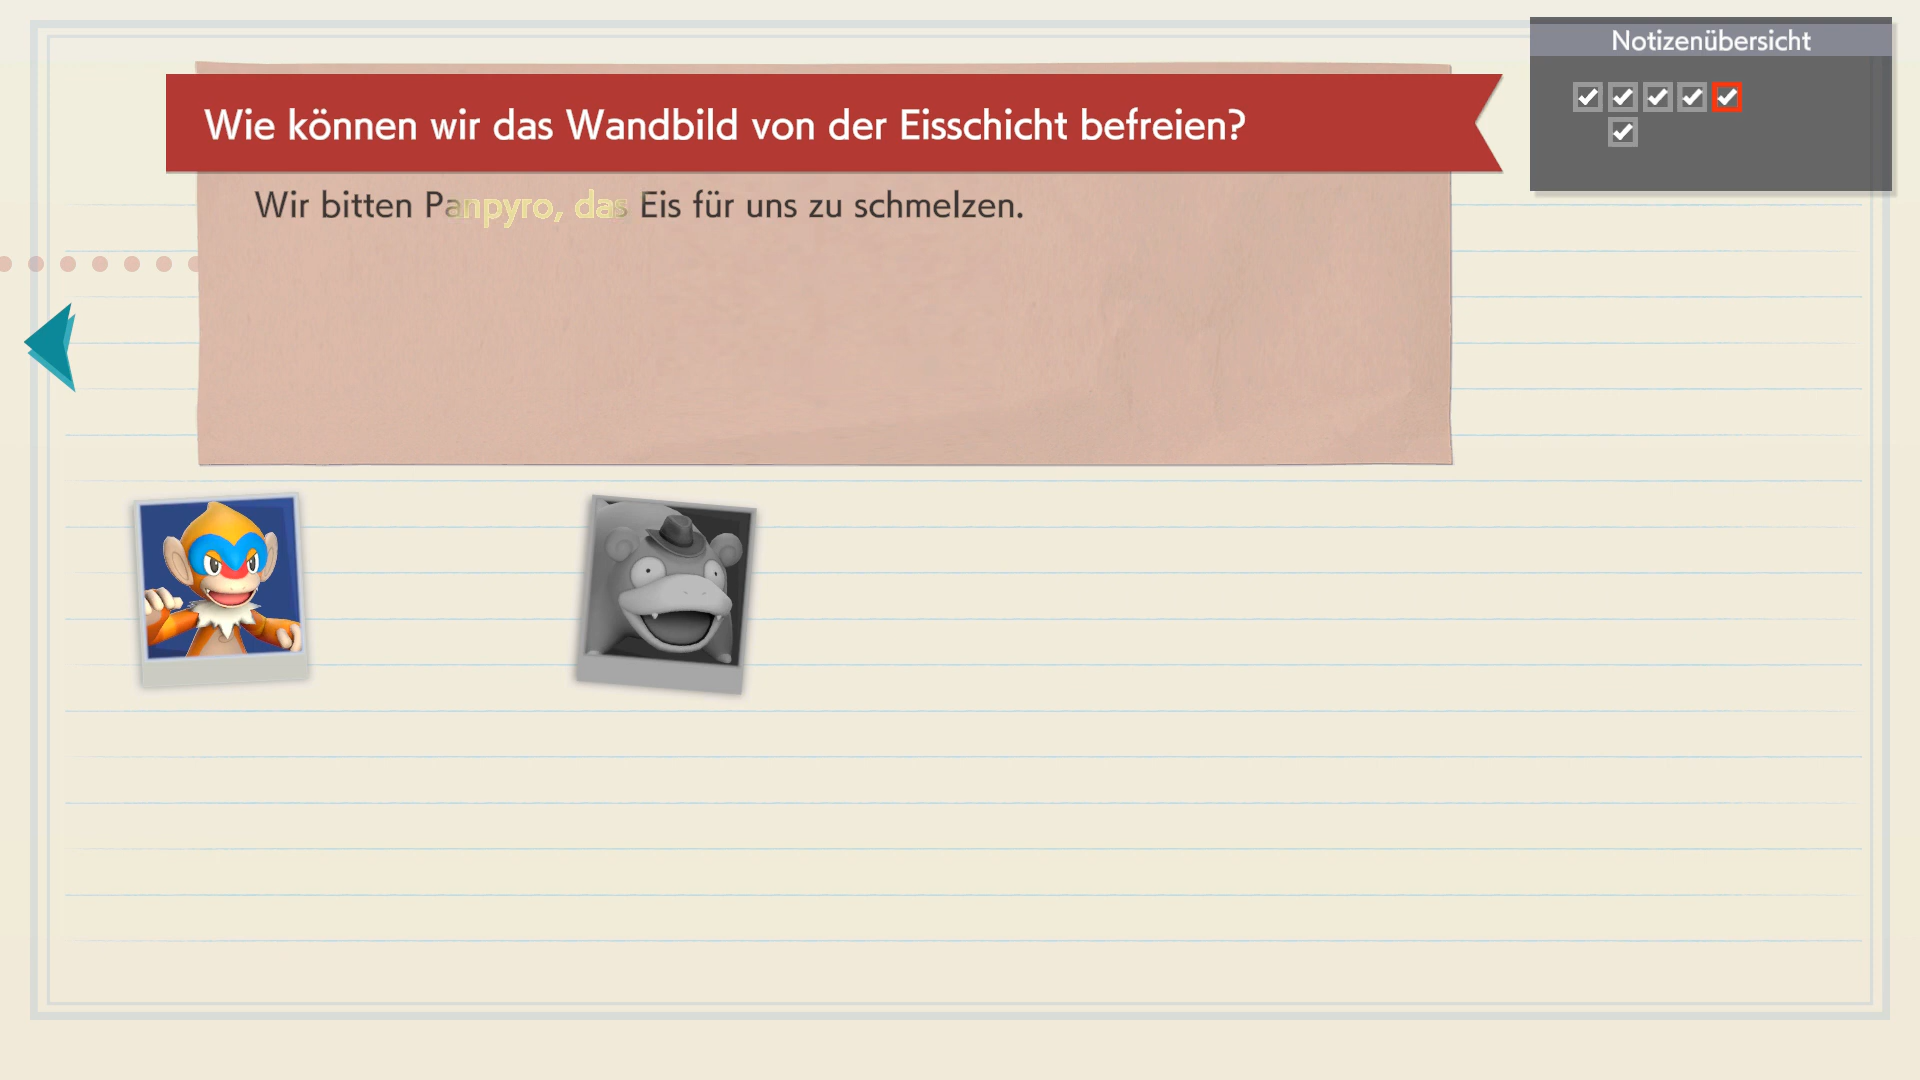 Notizenübersicht
Wie können wir das Wandbild von der Eisschicht befreien?
Wir bitten Panpyro, das Eis für uns zu schmelzen.